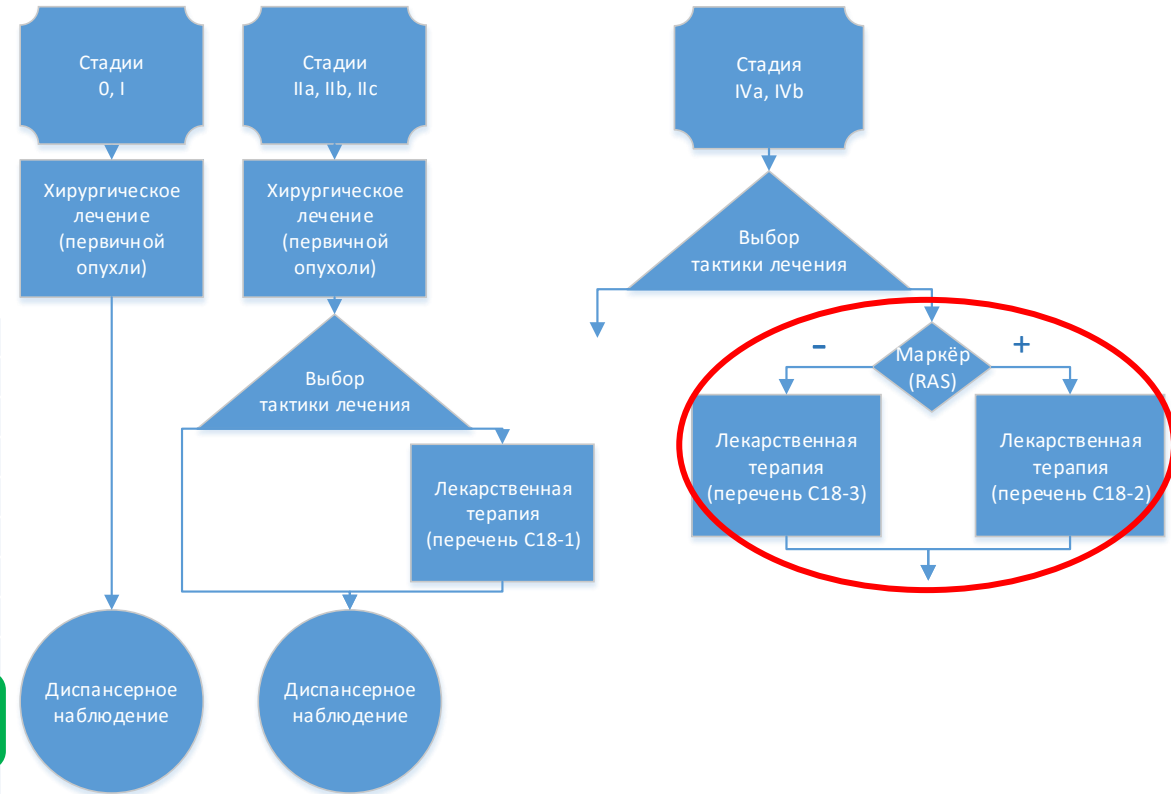 Стадии
0, I
Стадии
IIa, IIb, IIc
Стадия
IVa, IVb
Хирургическое
лечение
(первичной
опухли)
Хирургическое
лечение
(первичной
опухоли)
Выбор
тактики лечения
Выбор
тактики лечения
–
Маркёр
(RAS)
+
Лекарственная
терапия
(перечень С18-1)
Лекарственная
терапия
(перечень С18-3)
Лекарственная
терапия
(перечень С18-2)
Диспансерное
наблюдение
Диспансерное
наблюдение